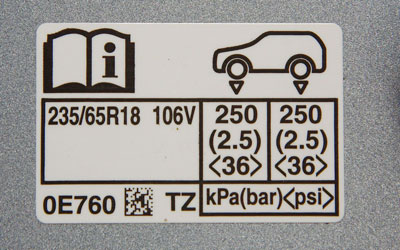 235/65R18 106V 250 250
(2.5) (2.5)
<36> <36>
0E760 TZ kPa(bar)<psi>